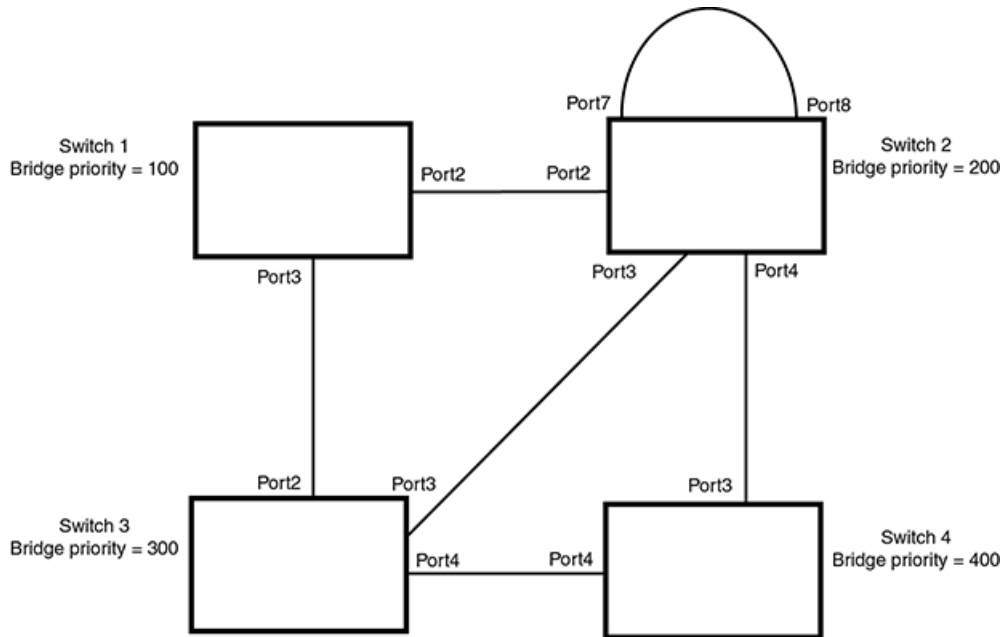 Port7
Port8
Switch 1
Bridge priority = 100
Switch 2
Bridge priority = 200
Port2
Port2
Port3
Port3
Port4
Port2
Port3
Port3
Switch 3
Bridge priority = 300
Port4
Port4
Switch 4
Bridge priority = 400